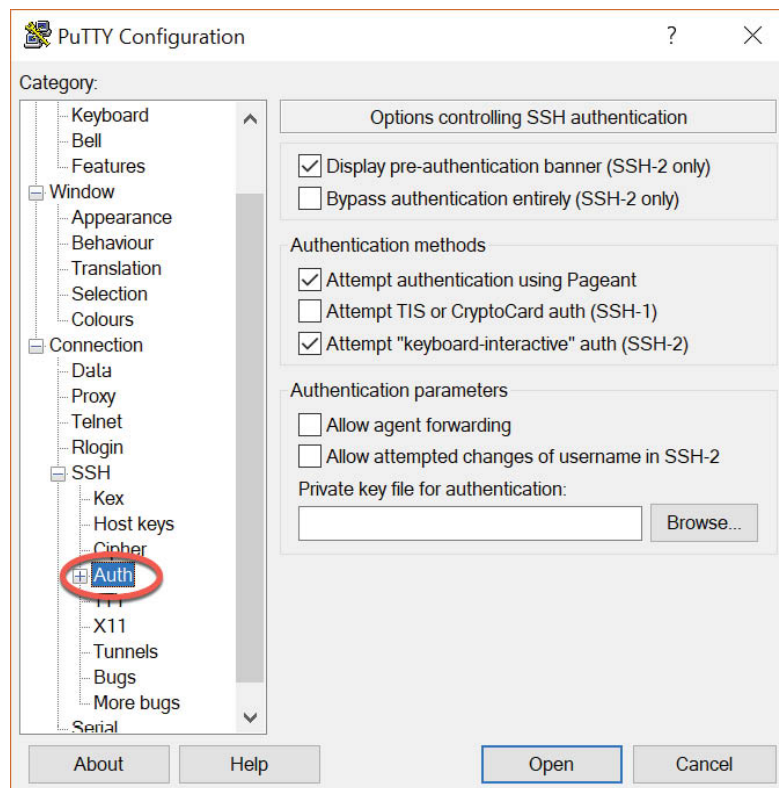 PuTTY Configuration
?
Category:
Keyboard
Bell
Features
Window
Appearance
Behaviour
Translation
Selection
Colours
Connection
Data
Proxy
Telnet
Rlogin
SSH
Kex
Host keys
Cipher
Auth
TTY
X11
Tunnels
Bugs
More bugs
Serial
Options controlling SSH authentication
Display pre-authentication banner (SSH-2 only)
Bypass authentication entirely (SSH-2 only)
Authentication methods
Attempt authentication using Pageant
Attempt TIS or CryptoCard auth (SSH-1)
Attempt "keyboard-interactive" auth (SSH-2)
Authentication parameters
Allow agent forwarding
Allow attempted changes of username in SSH-2
Private key file for authentication:
Browse...
About
Help
Open
Cancel